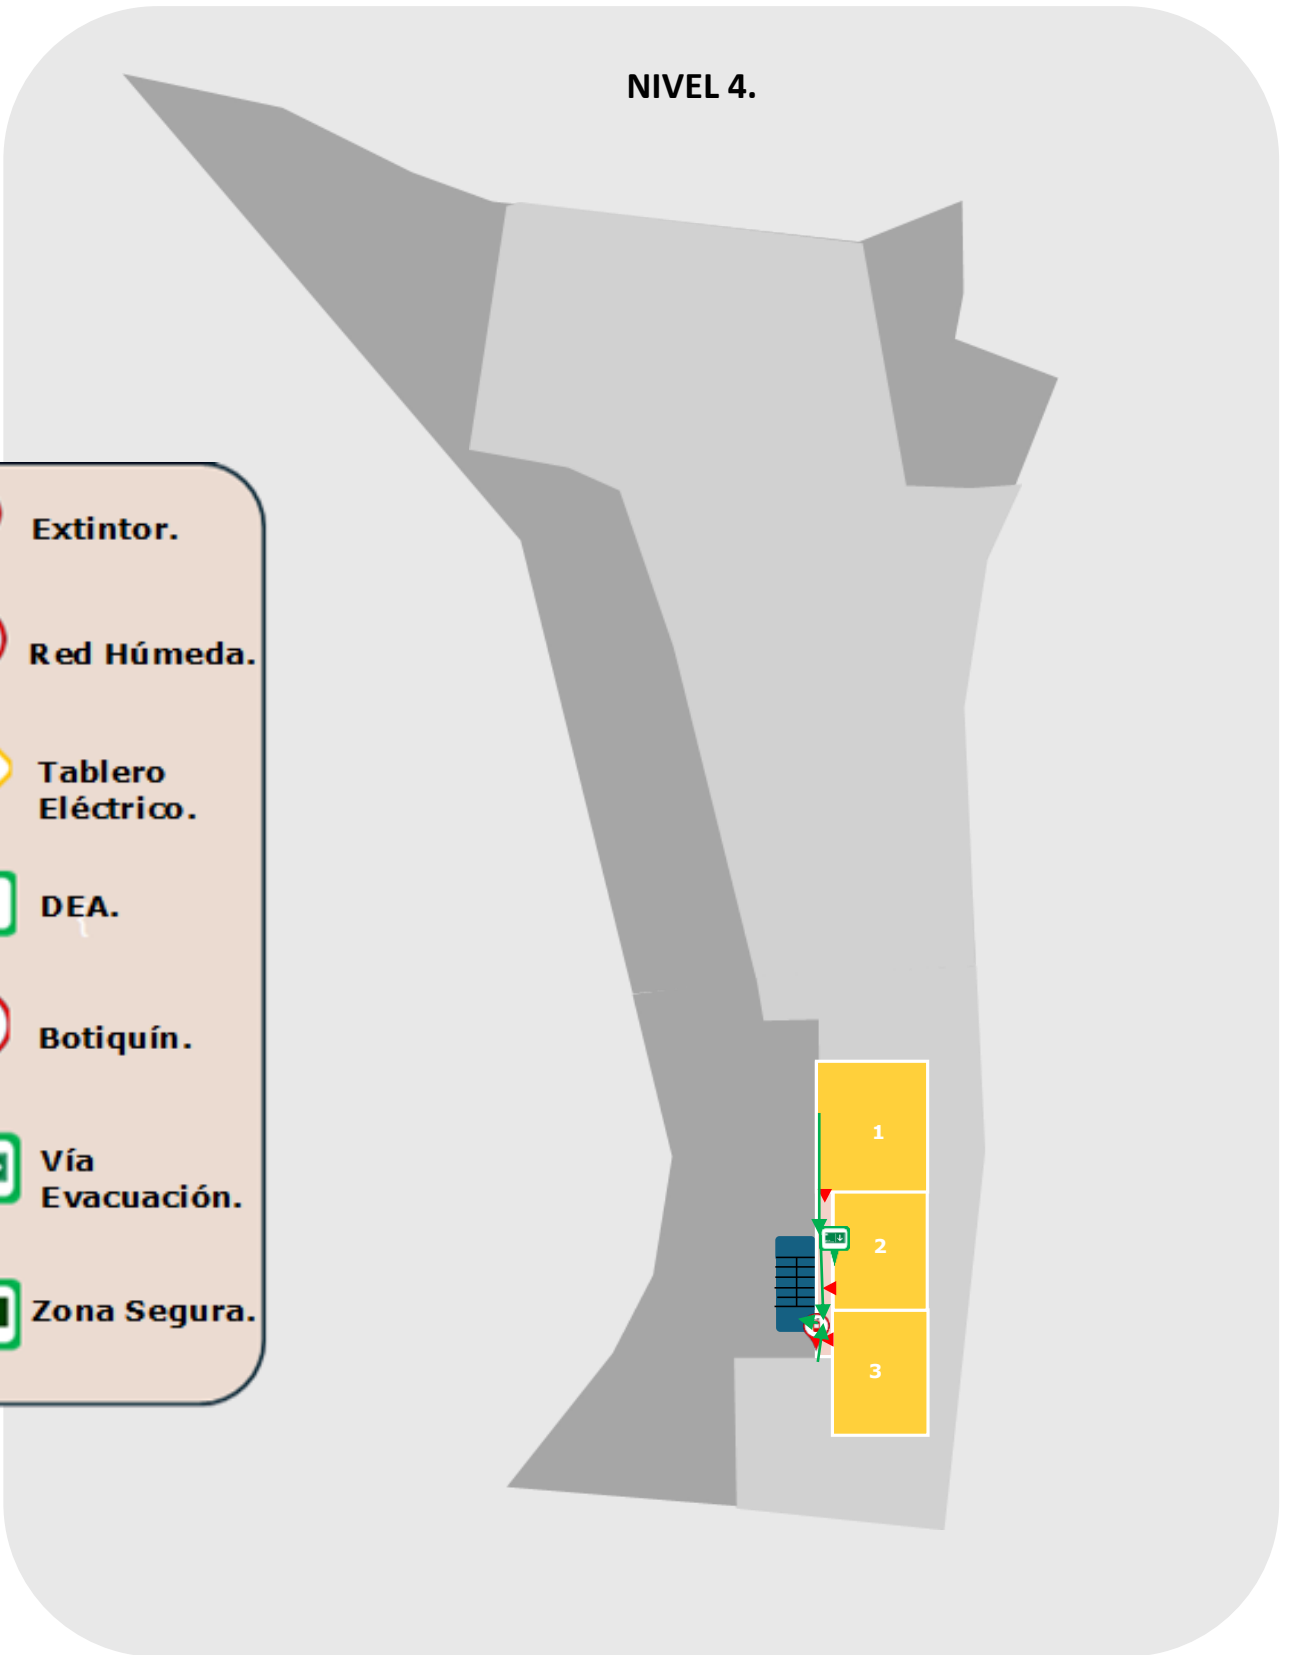 NIVEL 4.
Extintor.
Red Húmeda.
Tablero
Eléctrico.
DEA.
Botiquín.
Vía
Evacuación.
Zona Segura.
1
2
3